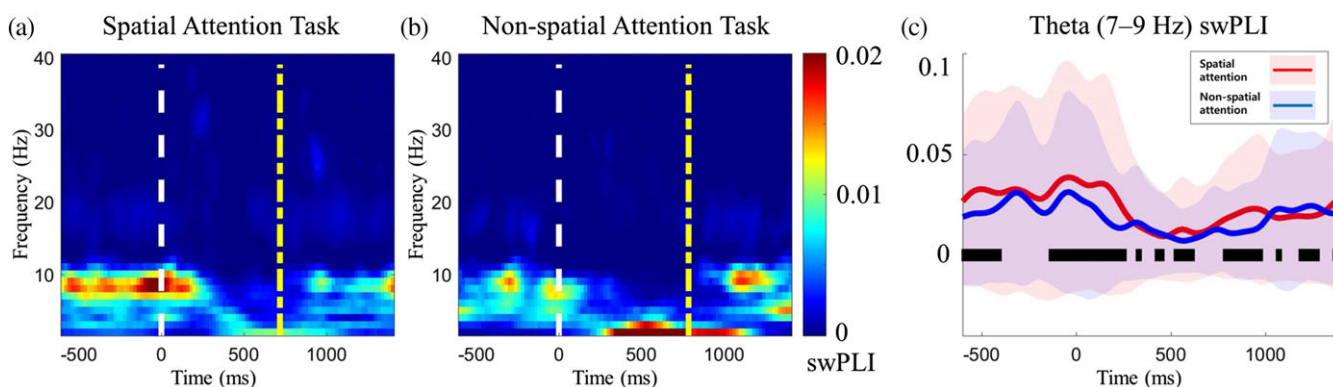 (a) Spatial Attention Task
40
30
20
10
Frequency (Hz)
-500 0 500 1000
Time (ms)
(b) Non-spatial Attention Task
40
30
20
10
Frequency (Hz)
-500 0 500 1000
Time (ms)
0.02
0.01
0
swPLI
(c) Theta (7–9 Hz) swPLI
0.1
0.05
0
Spatial
attention
Non-spatial
attention
-500 0 500 1000
Time (ms)